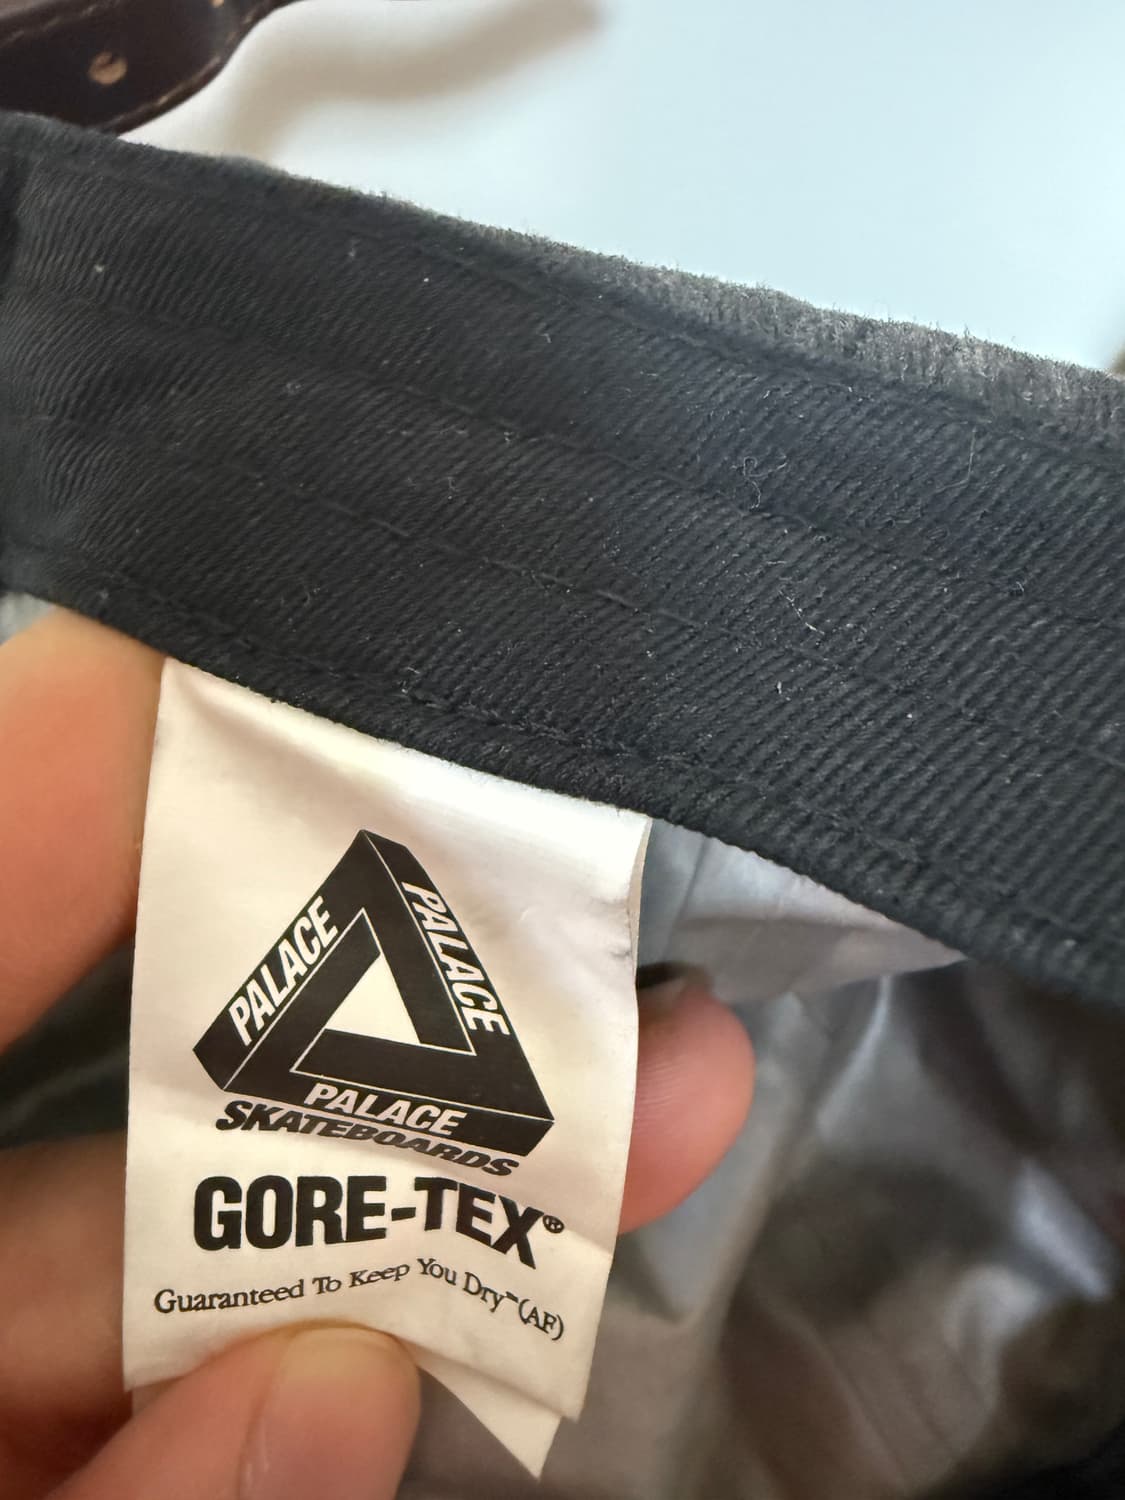 PALACE
PALACE
PALACE
SKATEBOARDS
GORE-TEX®
Guaranteed To Keep You Dry™(AF)